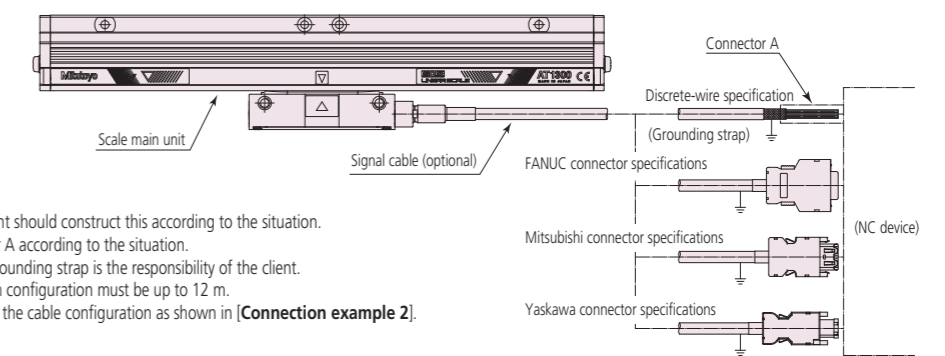 Connector A
Mitutoyo
AT1300
Discrete-wire specification
Scale main unit
(Grounding strap)
Signal cable (optional)
FANUC connector specifications
nt should construct this according to the situation.
r A according to the situation.
(NC device)
Mitsubishi connector specifications
ounding strap is the responsibility of the client.
n configuration must be up to 12 m.
the cable configuration as shown in [Connection example 2].
Yaskawa connector specifications